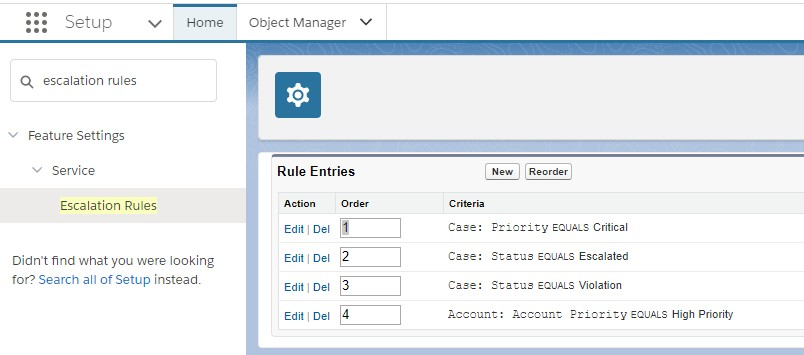 Setup Home Object Manager
escalation rules
Feature Settings
Service
Escalation Rules
Didn't find what you were looking
for? Search all of Setup instead.
Rule Entries New Reorder
Action Order Criteria
Edit | Del 1 Case: Priority EQUALS Critical
Edit | Del 2 Case: Status EQUALS Escalated
Edit | Del 3 Case: Status EQUALS Violation
Edit | Del 4 Account: Account Priority EQUALS High Priority